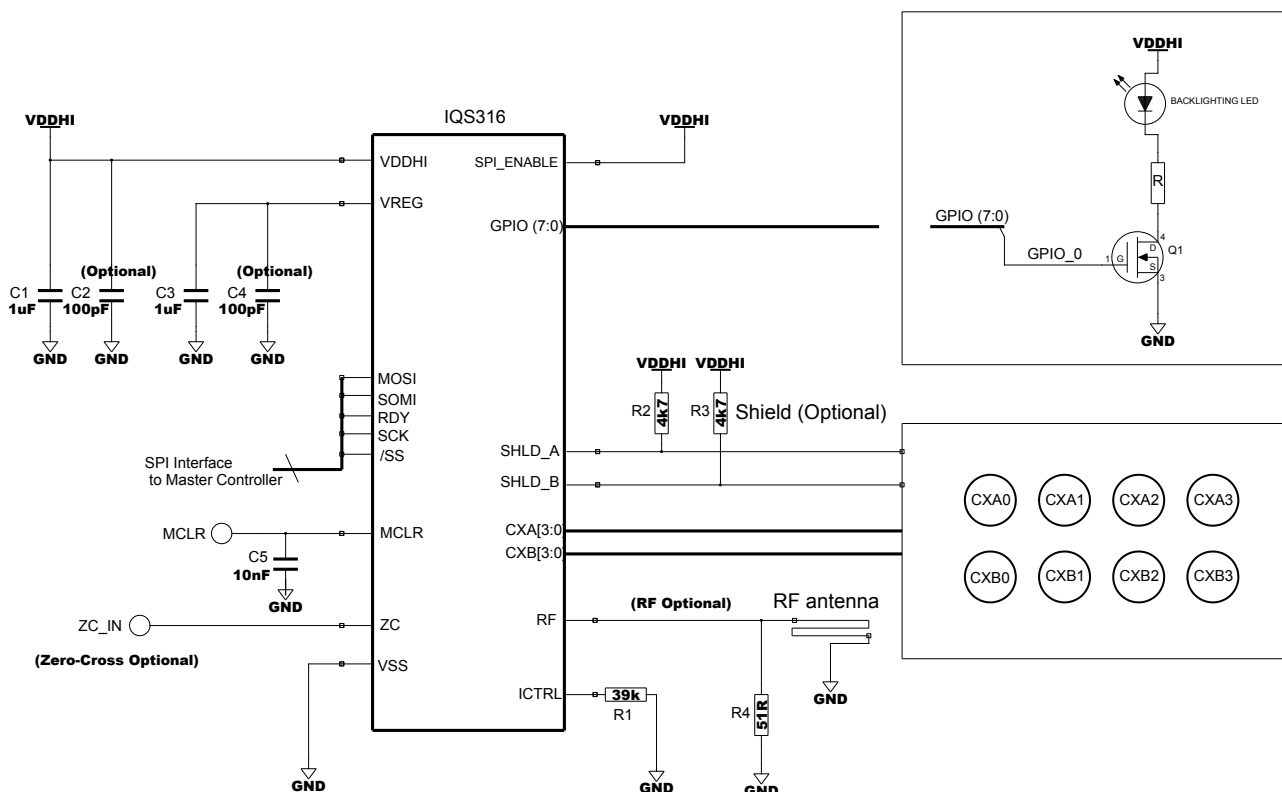 IQS316
VDDHI
VDDHI
VDDHI
SPI_ENABLE
VREG
GPIO (7:0)
(Optional)
(Optional)
C1
1uF
C2
100pF
C3
1uF
C4
100pF
GND
GND
GND
GND
MOSI
SOMI
RDY
SCK
/SS
SPI Interface
to Master Controller
MCLR
MCLR
C5
10nF
GND
ZC_IN
ZC
(Zero-Cross Optional)
VSS
GND
VDDHI
VDDHI
R2
4k7
R3
4k7
Shield (Optional)
SHLD_A
SHLD_B
CXA[3:0]
CXB[3:0]
RF
(RF Optional)
RF antenna
GND
ICTRL
39k
R1
GND
R4
51R
GND
VDDHI
BACKLIGHTING LED
R
GPIO (7:0)
GPIO_0
1
G
D
S
4
3
Q1
GND
CXA0
CXA1
CXA2
CXA3
CXB0
CXB1
CXB2
CXB3